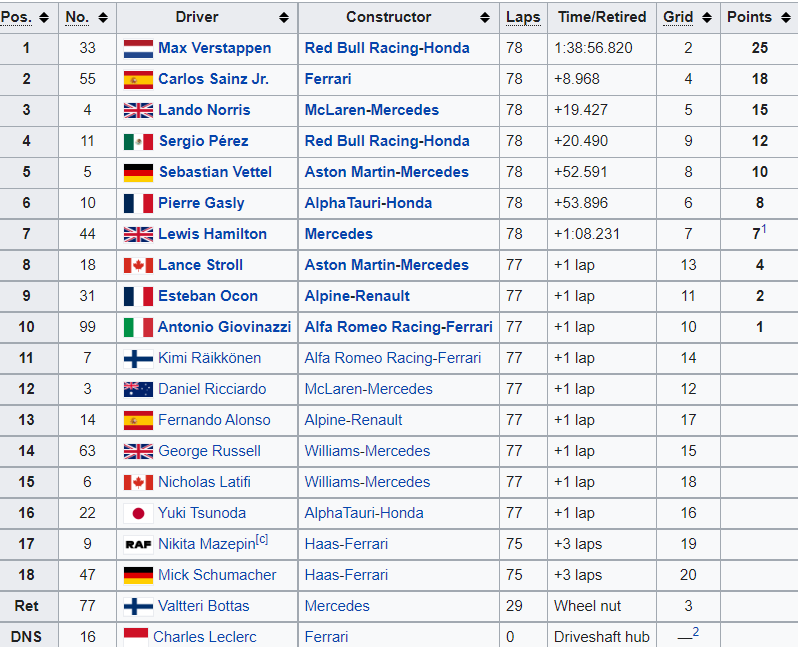 Pos. No. Driver Constructor Laps Time/Retired Grid Points
1 33 Max Verstappen Red Bull Racing-Honda 78 1:38:56.820 2 25
2 55 Carlos Sainz Jr. Ferrari 78 +8.968 4 18
3 4 Lando Norris McLaren-Mercedes 78 +19.427 5 15
4 11 Sergio Pérez Red Bull Racing-Honda 78 +20.490 9 12
5 5 Sebastian Vettel Aston Martin-Mercedes 78 +52.591 8 10
6 10 Pierre Gasly AlphaTauri-Honda 78 +53.896 6 8
7 44 Lewis Hamilton Mercedes 78 +1:08.231 7 7¹
8 18 Lance Stroll Aston Martin-Mercedes 77 +1 lap 13 4
9 31 Esteban Ocon Alpine-Renault 77 +1 lap 11 2
10 99 Antonio Giovinazzi Alfa Romeo Racing-Ferrari 77 +1 lap 10 1
11 7 Kimi Räikkönen Alfa Romeo Racing-Ferrari 77 +1 lap 14
12 3 Daniel Ricciardo McLaren-Mercedes 77 +1 lap 12
13 14 Fernando Alonso Alpine-Renault 77 +1 lap 17
14 63 George Russell Williams-Mercedes 77 +1 lap 15
15 6 Nicholas Latifi Williams-Mercedes 77 +1 lap 18
16 22 Yuki Tsunoda AlphaTauri-Honda 77 +1 lap 16
17 9 RAF Nikita Mazepin[c] Haas-Ferrari 75 +3 laps 19
18 47 Mick Schumacher Haas-Ferrari 75 +3 laps 20
Ret 77 Valtteri Bottas Mercedes 29 Wheel nut 3
DNS 16 Charles Leclerc Ferrari 0 Driveshaft hub —²